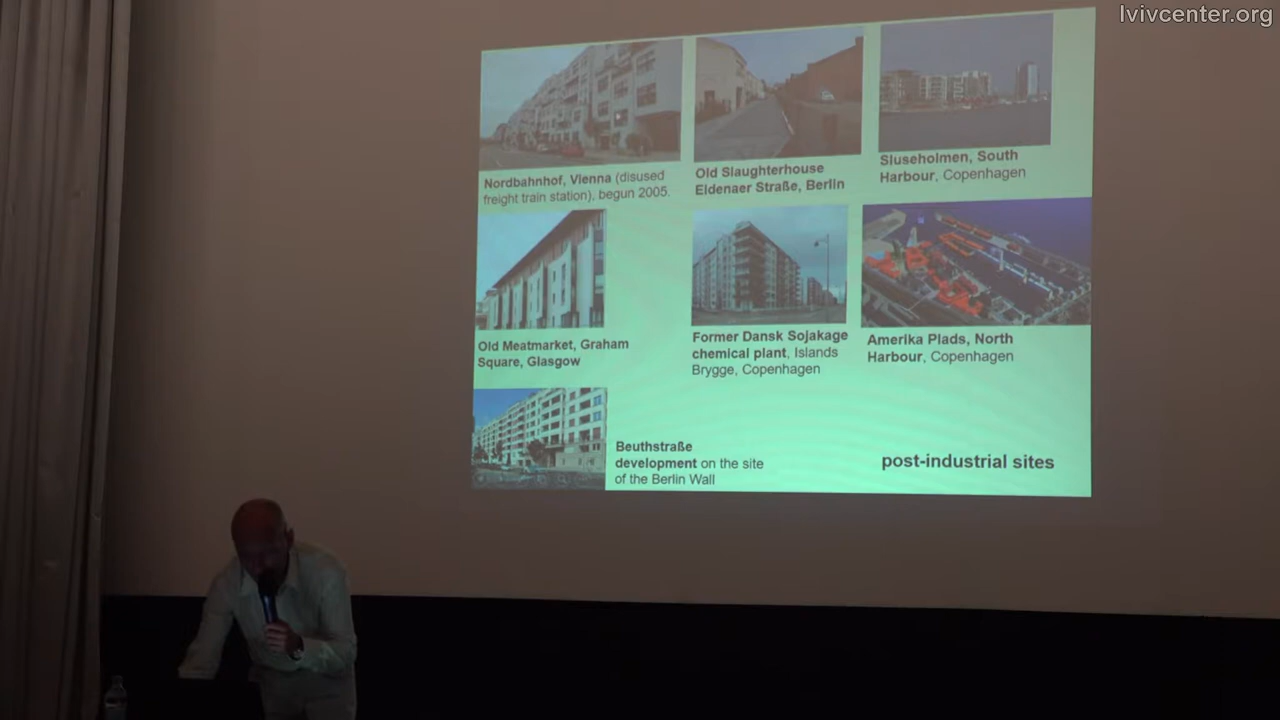 lvivcenter.org
Nordbahnhof, Vienna (disused
freight train station), begun 2005.
Old Slaughterhouse
Eldenaer Straße, Berlin
Sluseholmen, South
Harbour, Copenhagen
Old Meatmarket, Graham
Square, Glasgow
Former Dansk Sojakage
chemical plant, Islands
Brygge, Copenhagen
Amerika Plads, North
Harbour, Copenhagen
Beuthstraße
development on the site
of the Berlin Wall
post-industrial sites